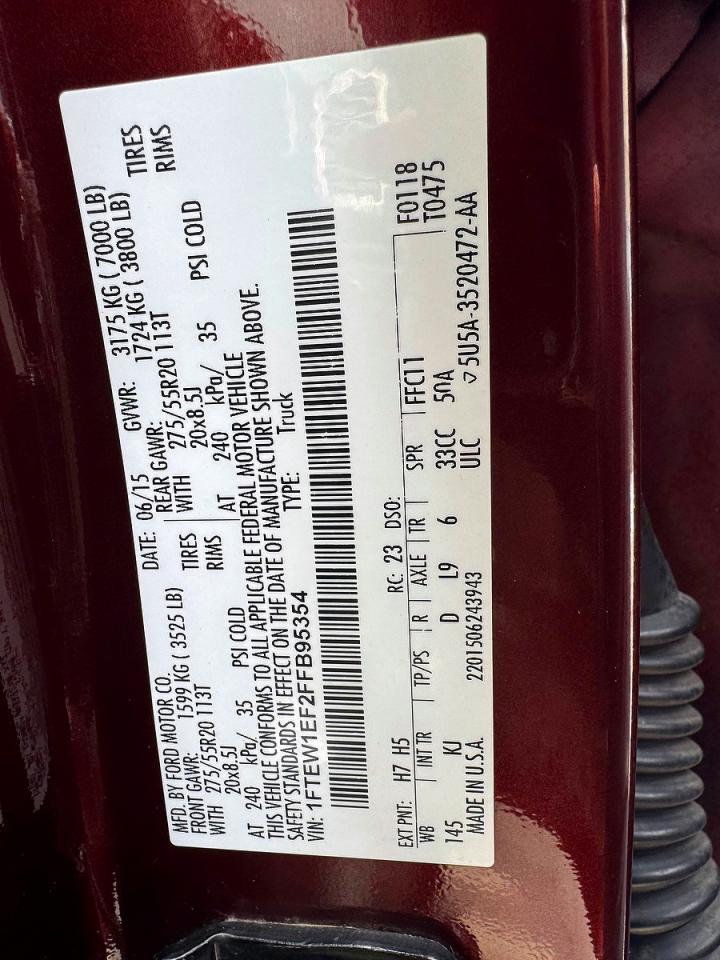 MFD. BY FORD MOTOR CO.
DATE: 06/15 GVWR: 3175 KG ( 7000 LB)
FRONT GAWR: 1599 KG ( 3525 LB) REAR GAWR: 1724 KG ( 3800 LB)
WITH 275/55R20 113T TIRES WITH 275/55R20 113T TIRES
20x8.5J RIMS 20x8.5J RIMS
AT 240 kPa/ 35 PSI COLD AT 240 kPa/ 35 PSI COLD
THIS VEHICLE CONFORMS TO ALL APPLICABLE FEDERAL MOTOR VEHICLE
SAFETY STANDARDS IN EFFECT ON THE DATE OF MANUFACTURE SHOWN ABOVE.
VIN: 1FTEW1EF2FFB95354 TYPE: Truck
F0118
T0475
EXT PNT: H7 H5 RC: 23 DSO:
WB INT TR TP/PS R AXLE TR SPR FFC11
145 KJ D L9 6 33CC 50A
ULC
MADE IN U.S.A. 2201506243943 ▽5U5A-3520472-AA